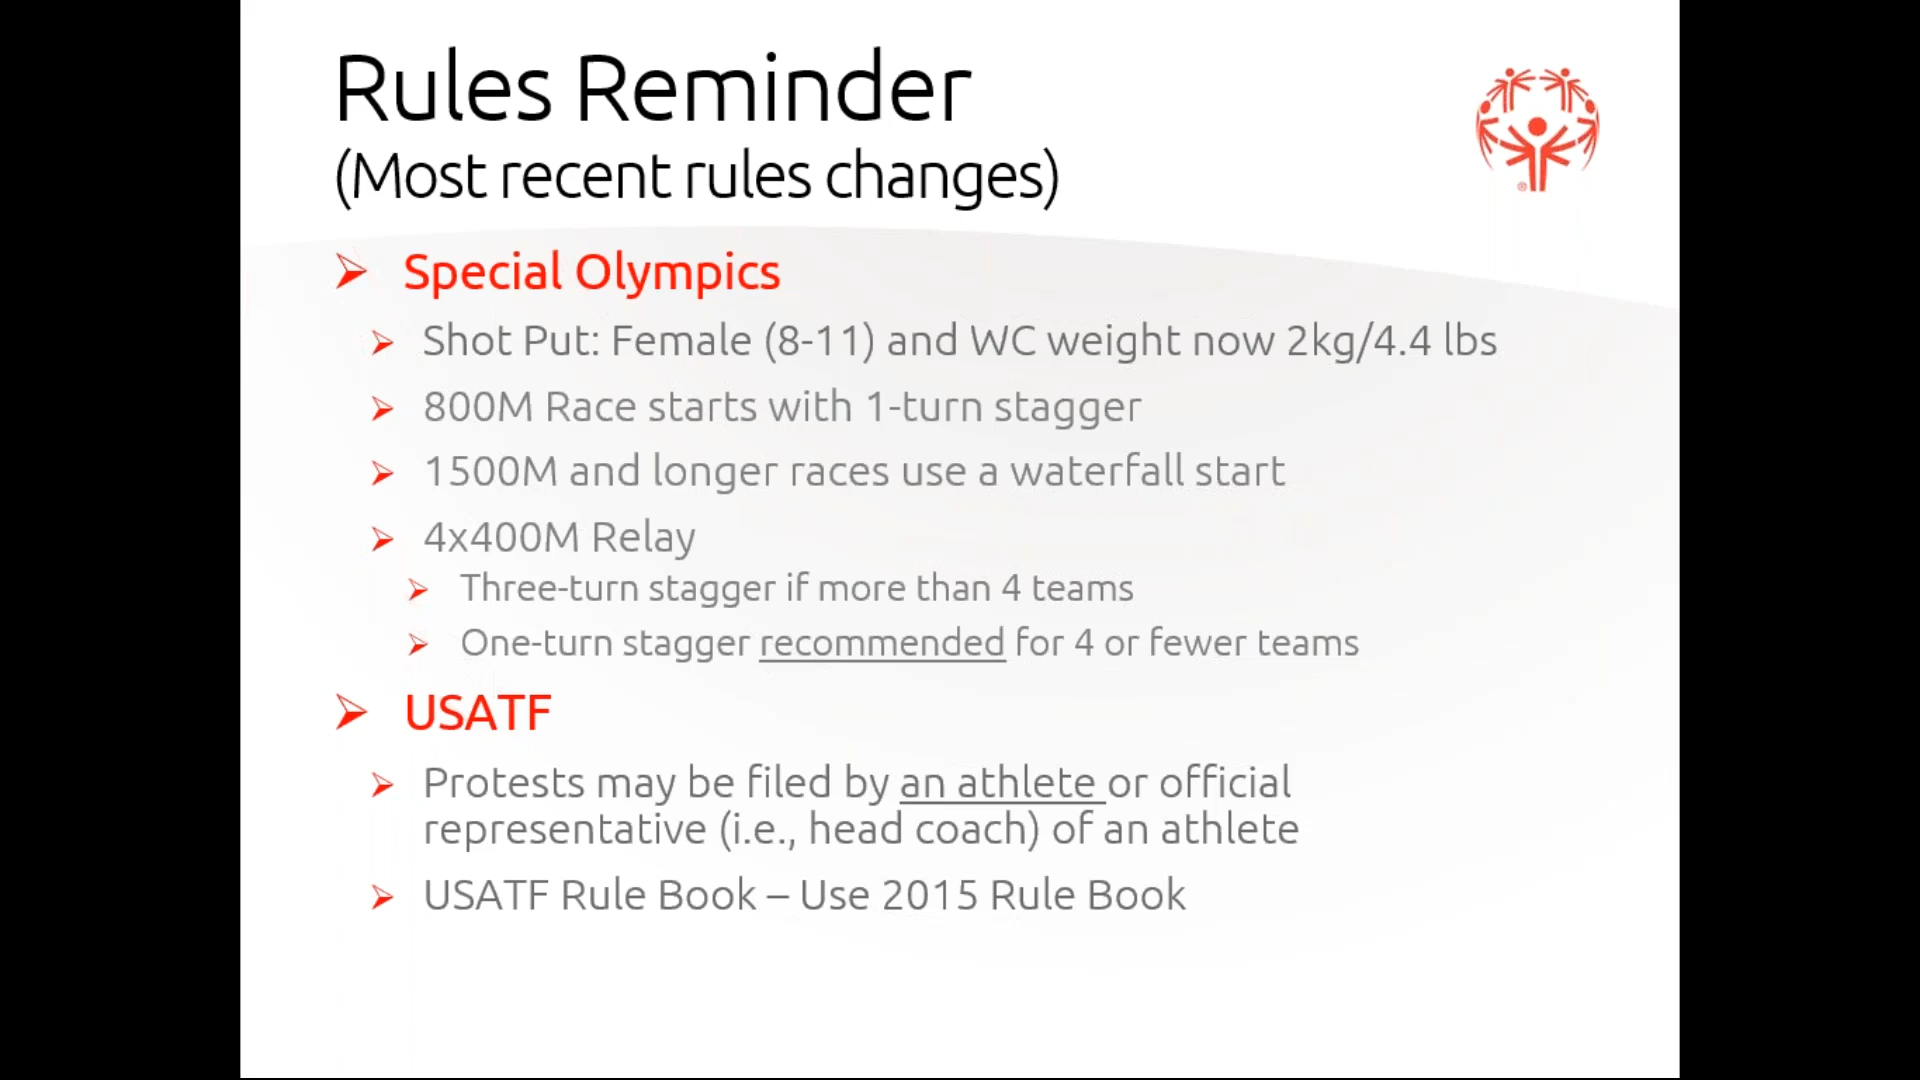 Rules Reminder
(Most recent rules changes)
Special Olympics
Shot Put: Female (8-11) and WC weight now 2kg/4.4 lbs
800M Race starts with 1-turn stagger
1500M and longer races use a waterfall start
4x400M Relay
Three-turn stagger if more than 4 teams
One-turn stagger recommended for 4 or fewer teams
USATF
Protests may be filed by an athlete or official
representative (i.e., head coach) of an athlete
USATF Rule Book – Use 2015 Rule Book